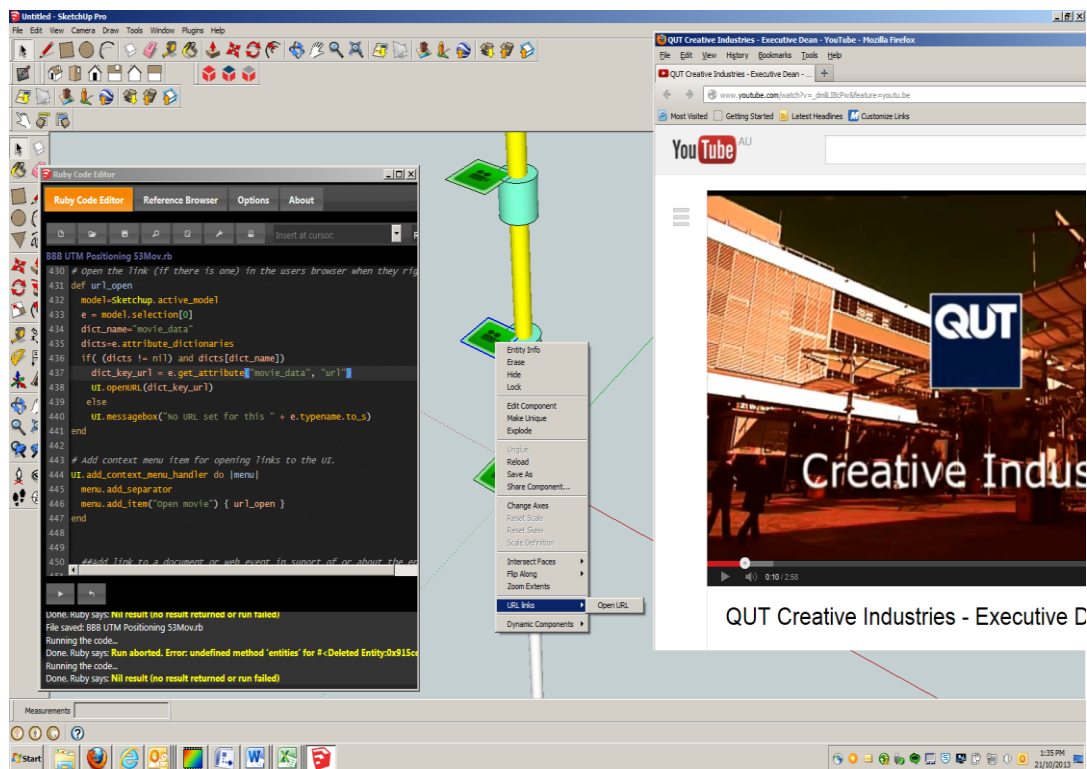 Untitled - SketchUp Pro
File Edit View Camera Draw Tools Window Plugins Help
Ruby Code Editor
Ruby Code Editor Reference Browser Options About
Insert at cursor:
BBB UTM Positioning 53Mov.rb
430 # Open the link (if there is one) in the users browser when they rig
431 def url_open
432 model=Sketchup.active_model
433 e = model.selection[0]
434 dict_name="movie_data"
435 dicts=e.attribute_dictionaries
436 if( (dicts != nil) and dicts[dict_name])
437 dict_key_url = e.get_attribute("movie_data", "url")
438 UI.openURL(dict_key_url)
439 else
440 UI.messagebox("No URL set for this " + e.typename.to_s)
441 end
442
443 # Add context menu item for opening links to the UI.
444 UI.add_context_menu_handler do |menu|
445 menu.add_separator
446 menu.add_item("Open movie") { url_open }
447 end
448
449
450 ##Add link to a document or web event in suport of or about the en
Done. Ruby says: Nil result (no result returned or run failed)
File saved: BBB UTM Positioning 53Mov.rb
Running the code...
Done. Ruby says: Run aborted. Error: undefined method 'entities' for #<Deleted Entity:0x915ce
Running the code...
Done. Ruby says: Nil result (no result returned or run failed)
Entity Info
Erase
Hide
Lock
Edit Component
Make Unique
Explode
Unglue
Reload
Save As
Share Component...
Change Axes
Reset Scale
Reset Skew
Scale Definition
Intersect Faces
Flip Along
Zoom Extents
URL links
Open URL
Dynamic Components
QUT Creative Industries - Executive Dean - YouTube - Mozilla Firefox
File Edit View History Bookmarks Tools Help
QUT Creative Industries - Executive Dean - ...
Most Visited Getting Started Latest Headlines Customize Links
YouTube AU
QUT
Creative Indus
0:10 / 2:58
QUT Creative Industries - Executive D
Measurements
Start
1:35 PM
21/10/2013